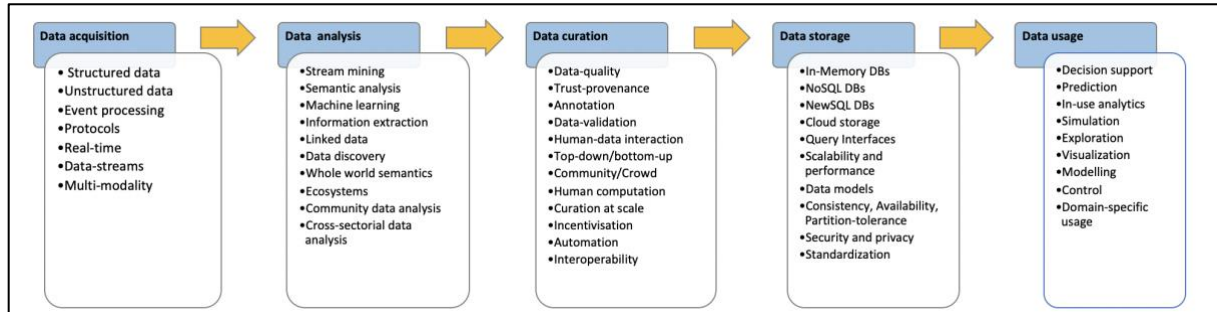 Data acquisition
• Structured data
•Unstructured data
•Event processing
•Protocols
•Real-time
•Data-streams
•Multi-modality
Data analysis
•Stream mining
•Semantic analysis
•Machine learning
•Information extraction
•Linked data
•Data discovery
•Whole world semantics
•Ecosystems
•Community data analysis
•Cross-sectorial data
analysis
Data curation
•Data-quality
•Trust-provenance
•Annotation
•Data-validation
•Human-data interaction
•Top-down/bottom-up
•Community/Crowd
•Human computation
•Curation at scale
•Incentivisation
•Automation
•Interoperability
Data storage
•In-Memory DBs
•NoSQL DBs
•NewSQL DBs
•Cloud storage
•Query Interfaces
•Scalability and
performance
•Data models
•Consistency, Availability,
Partition-tolerance
•Security and privacy
•Standardization
Data usage
•Decision support
•Prediction
•In-use analytics
•Simulation
•Exploration
•Visualization
•Modelling
•Control
•Domain-specific
usage